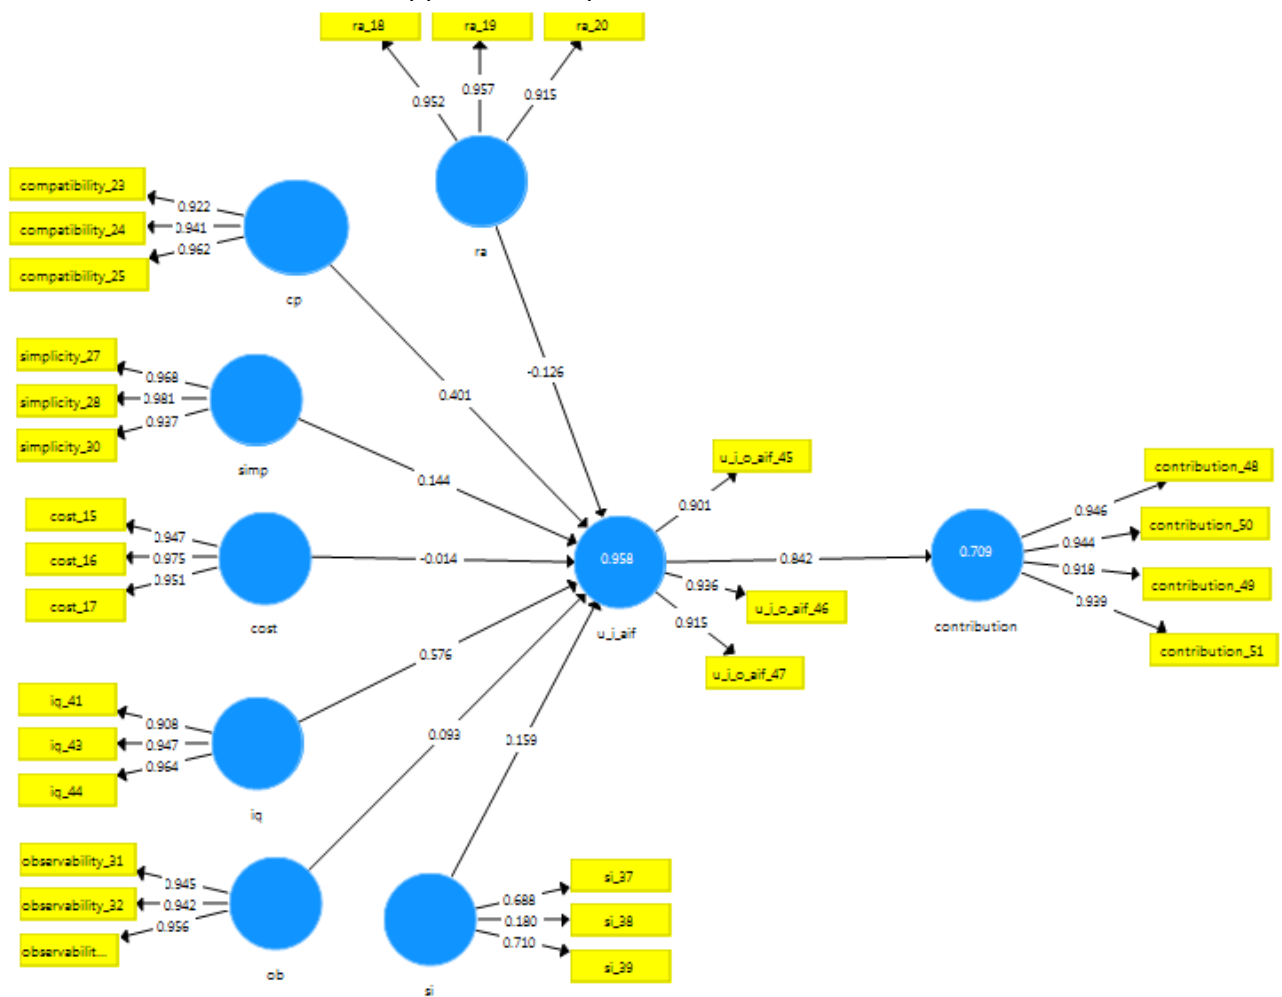 ra_18
ra_19
ra_20
0.952
0.957
0.915
ra
compatibility_23
compatibility_24
compatibility_25
0.922
0.941
0.962
cp
-0.126
0.401
simplicity_27
simplicity_28
simplicity_30
0.968
0.981
0.937
simp
0.144
cost_15
cost_16
cost_17
0.947
0.975
0.951
cost
-0.014
u_i_o_aif_45
u_i_o_aif_46
u_i_o_aif_47
0.901
0.936
0.915
0.958
u_i_aif
0.842
0.709
contribution
contribution_48
contribution_50
contribution_49
contribution_51
0.946
0.944
0.918
0.939
iq_41
iq_43
iq_44
0.908
0.947
0.964
iq
0.576
0.093
0.159
observability_31
observability_32
observabilit...
0.945
0.942
0.956
ob
si_37
si_38
si_39
0.688
0.180
0.710
si